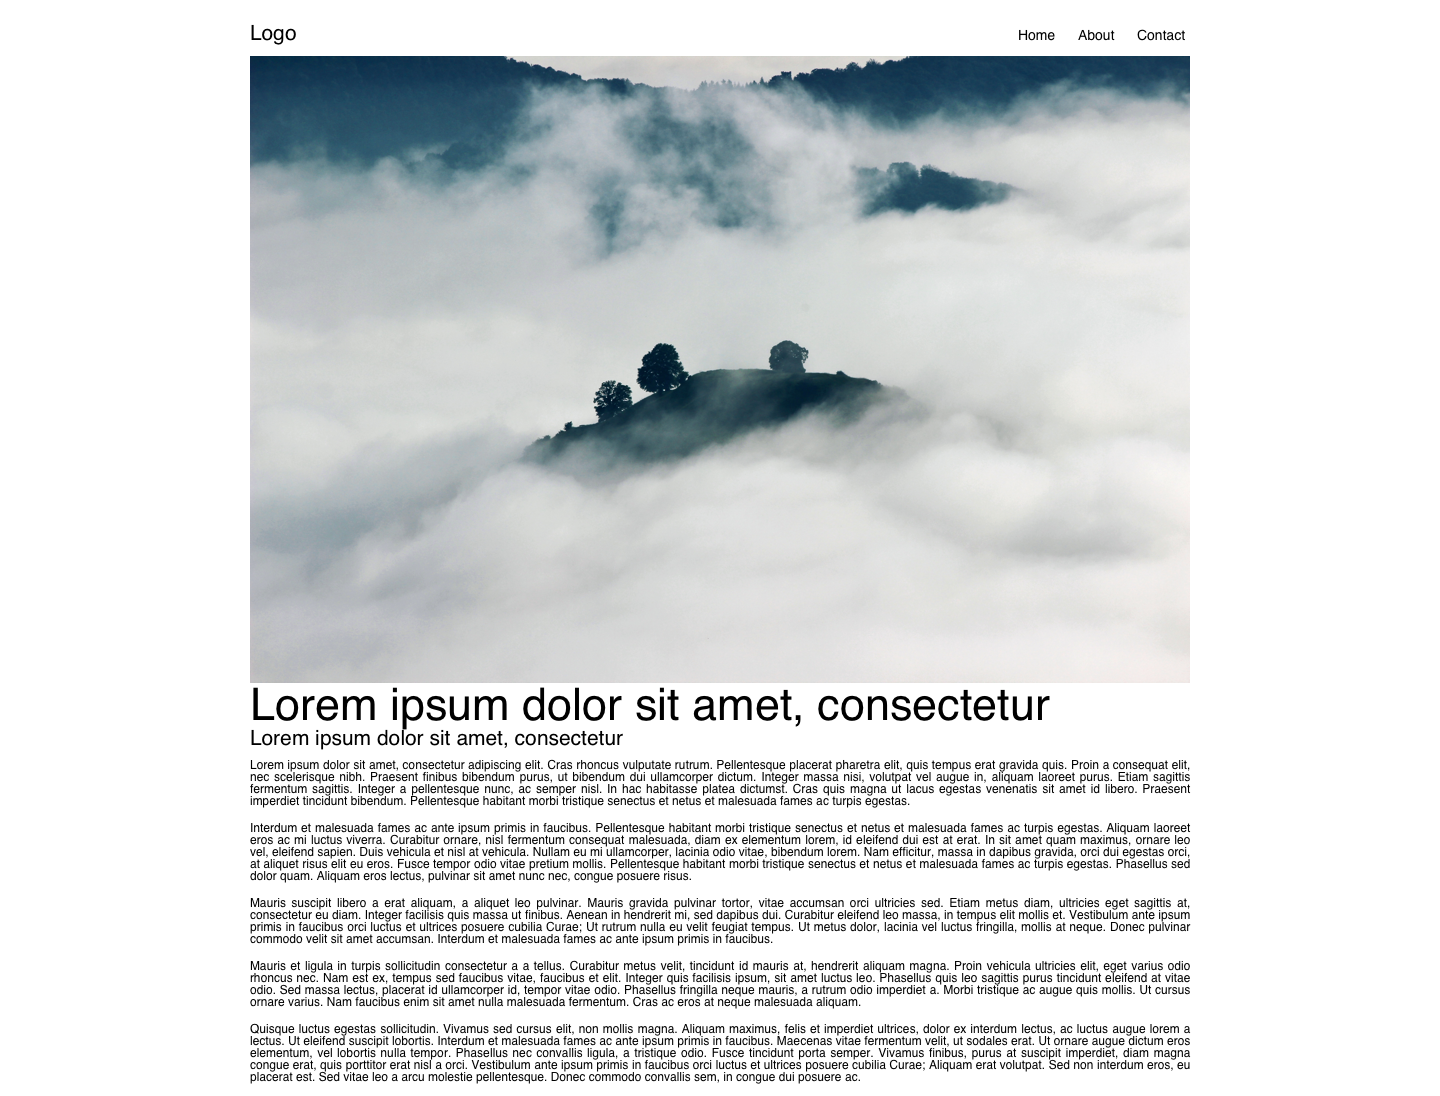 Logo
Home About Contact
Lorem ipsum dolor sit amet, consectetur
Lorem ipsum dolor sit amet, consectetur
Lorem ipsum dolor sit amet, consectetur adipiscing elit. Cras rhoncus vulputate rutrum. Pellentesque placerat pharetra elit, quis tempus erat gravida quis. Proin a consequat elit,
nec scelerisque nibh. Praesent finibus bibendum purus, ut bibendum dui ullamcorper dictum. Integer massa nisi, volutpat vel augue in, aliquam laoreet purus. Etiam sagittis
fermentum sagittis. Integer a pellentesque nunc, ac semper nisl. In hac habitasse platea dictumst. Cras quis magna ut lacus egestas venenatis sit amet id libero. Praesent
imperdiet tincidunt bibendum. Pellentesque habitant morbi tristique senectus et netus et malesuada fames ac turpis egestas.
Interdum et malesuada fames ac ante ipsum primis in faucibus. Pellentesque habitant morbi tristique senectus et netus et malesuada fames ac turpis egestas. Aliquam laoreet
eros ac mi luctus viverra. Curabitur ornare, nisl fermentum consequat malesuada, diam ex elementum lorem, id eleifend dui est at erat. In sit amet quam maximus, ornare leo
vel, eleifend sapien. Duis vehicula et nisl at vehicula. Nullam eu mi ullamcorper, lacinia odio vitae, bibendum lorem. Nam efficitur, massa in dapibus gravida, orci dui egestas orci,
at aliquet risus elit eu eros. Fusce tempor odio vitae pretium mollis. Pellentesque habitant morbi tristique senectus et netus et malesuada fames ac turpis egestas. Phasellus sed
dolor quam. Aliquam eros lectus, pulvinar sit amet nunc nec, congue posuere risus.
Mauris suscipit libero a erat aliquam, a aliquet leo pulvinar. Mauris gravida pulvinar tortor, vitae accumsan orci ultricies sed. Etiam metus diam, ultricies eget sagittis at,
consectetur eu diam. Integer facilisis quis massa ut finibus. Aenean in hendrerit mi, sed dapibus dui. Curabitur eleifend leo massa, in tempus elit mollis et. Vestibulum ante ipsum
primis in faucibus orci luctus et ultrices posuere cubilia Curae; Ut rutrum nulla eu velit feugiat tempus. Ut metus dolor, lacinia vel luctus fringilla, mollis at neque. Donec pulvinar
commodo velit sit amet accumsan. Interdum et malesuada fames ac ante ipsum primis in faucibus.
Mauris et ligula in turpis sollicitudin consectetur a a tellus. Curabitur metus velit, tincidunt id mauris at, hendrerit aliquam magna. Proin vehicula ultricies elit, eget varius odio
rhoncus nec. Nam est ex, tempus sed faucibus vitae, faucibus et elit. Integer quis facilisis ipsum, sit amet luctus leo. Phasellus quis leo sagittis purus tincidunt eleifend at vitae
odio. Sed massa lectus, placerat id ullamcorper id, tempor vitae odio. Phasellus fringilla neque mauris, a rutrum odio imperdiet a. Morbi tristique ac augue quis mollis. Ut cursus
ornare varius. Nam faucibus enim sit amet nulla malesuada fermentum. Cras ac eros at neque malesuada aliquam.
Quisque luctus egestas sollicitudin. Vivamus sed cursus elit, non mollis magna. Aliquam maximus, felis et imperdiet ultrices, dolor ex interdum lectus, ac luctus augue lorem a
lectus. Ut eleifend suscipit lobortis. Interdum et malesuada fames ac ante ipsum primis in faucibus. Maecenas vitae fermentum velit, ut sodales erat. Ut ornare augue dictum eros
elementum, vel lobortis nulla tempor. Phasellus nec convallis ligula, a tristique odio. Fusce tincidunt porta semper. Vivamus finibus, purus at suscipit imperdiet, diam magna
congue erat, quis porttitor erat nisl a orci. Vestibulum ante ipsum primis in faucibus orci luctus et ultrices posuere cubilia Curae; Aliquam erat volutpat. Sed non interdum eros, eu
placerat est. Sed vitae leo a arcu molestie pellentesque. Donec commodo convallis sem, in congue dui posuere ac.